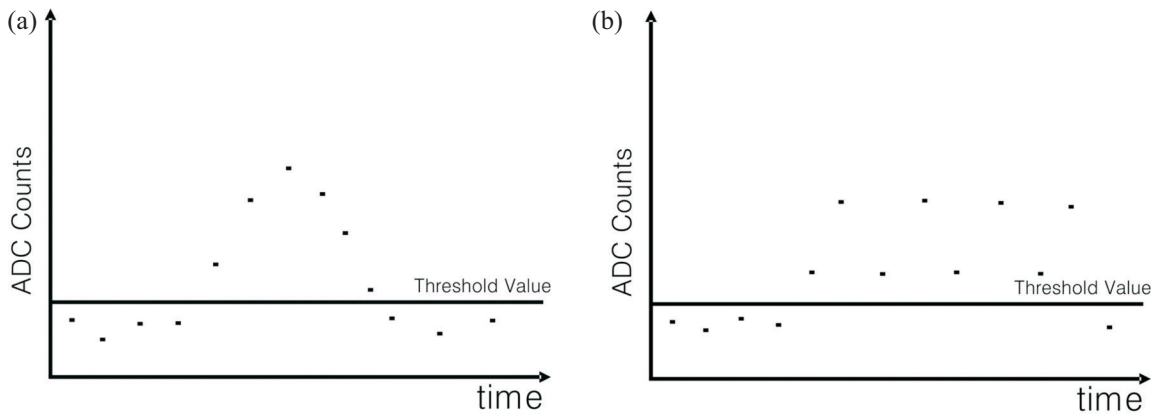 (a)
ADC Counts
Threshold Value
time
(b)
ADC Counts
Threshold Value
time